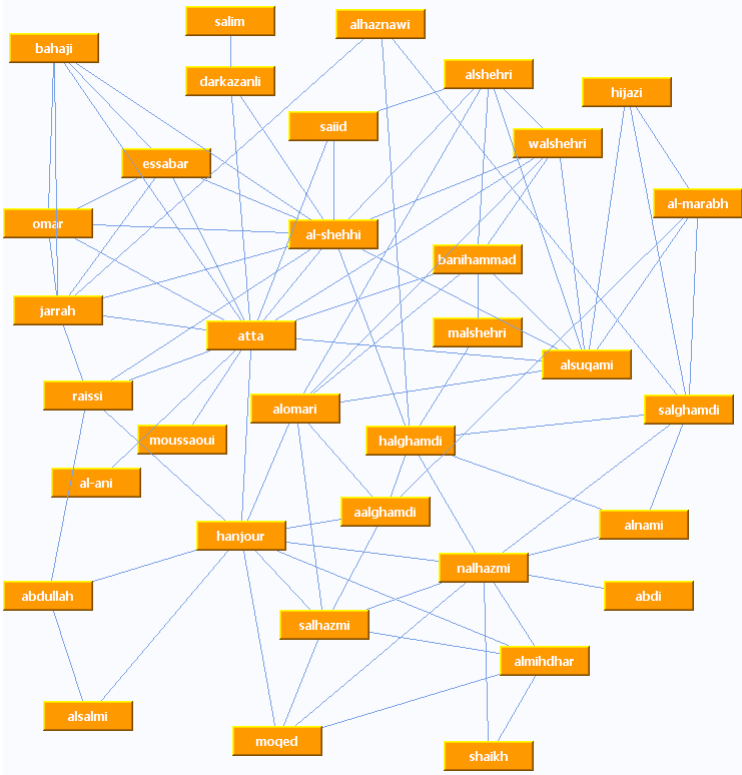 salim
alhaznawi
bahaji
alshehri
darkazanli
hijazi
saiid
walshehri
essabar
al-marabh
omar
al-shehhi
banihammad
jarrah
atta
malshehri
alsuqami
raissi
alomari
salghamdi
moussaoui
halghamdi
al-ani
aalghamdi
alnami
hanjour
nalhazmi
abdullah
abdi
salhazmi
almihdhar
alsalmi
moqed
shaikh